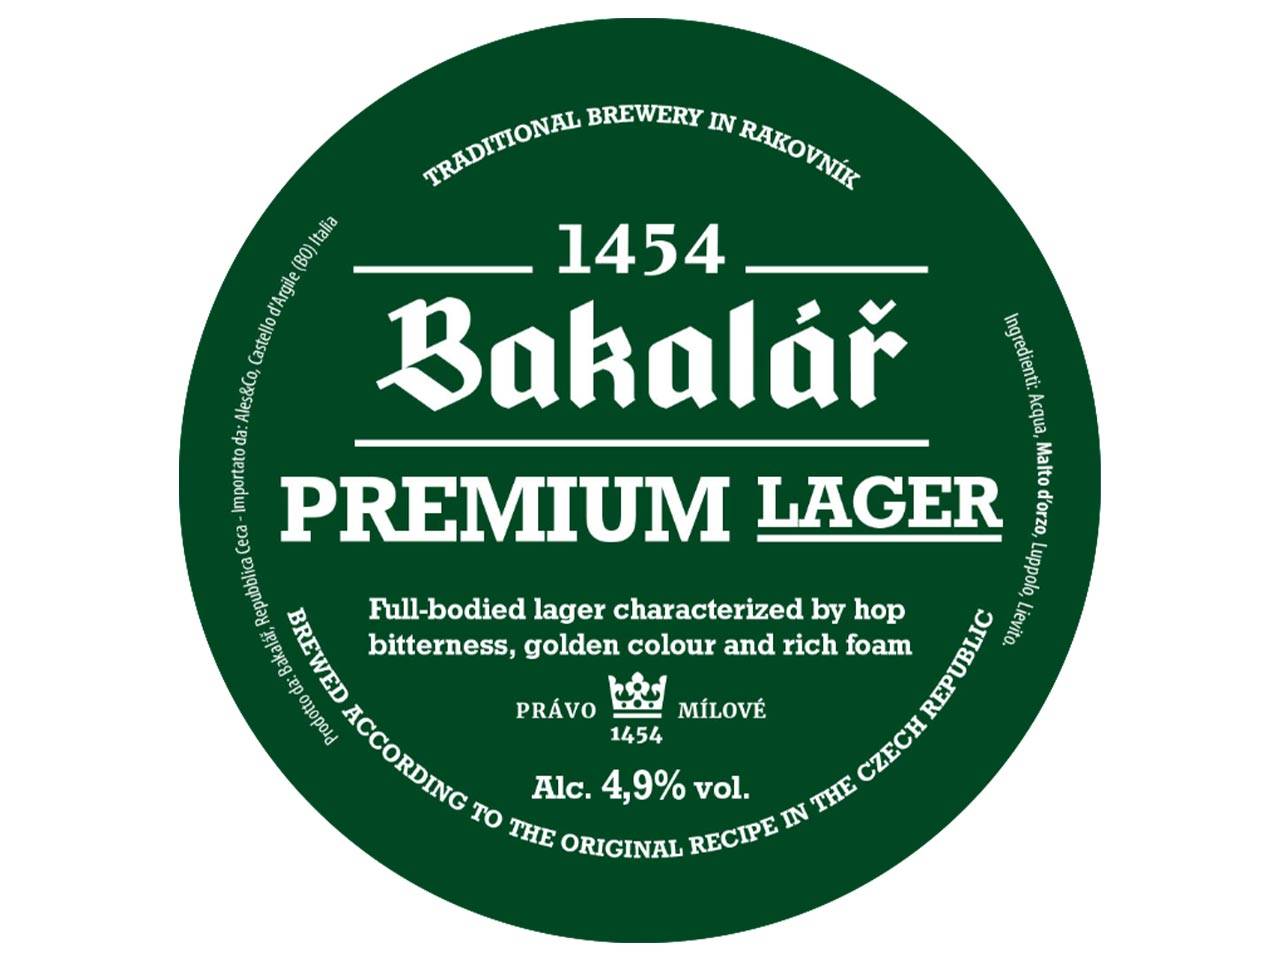 TRADITIONAL BREWERY IN RAKOVNÍK
1454
Bakalář
PREMIUM LAGER
Full-bodied lager characterized by hop
bitterness, golden colour and rich foam
PRÁVO MÍLOVÉ
1454
Alc. 4,9% vol.
BREWED ACCORDING TO THE ORIGINAL RECIPE IN THE CZECH REPUBLIC
Prodotto da: Bakalář, Repubblica Ceca - Importato da: Ales&Co, Castello d'Argile (BO) Italia
Ingredienti: Acqua, Malto d'orzo, Luppolo, Lievito.